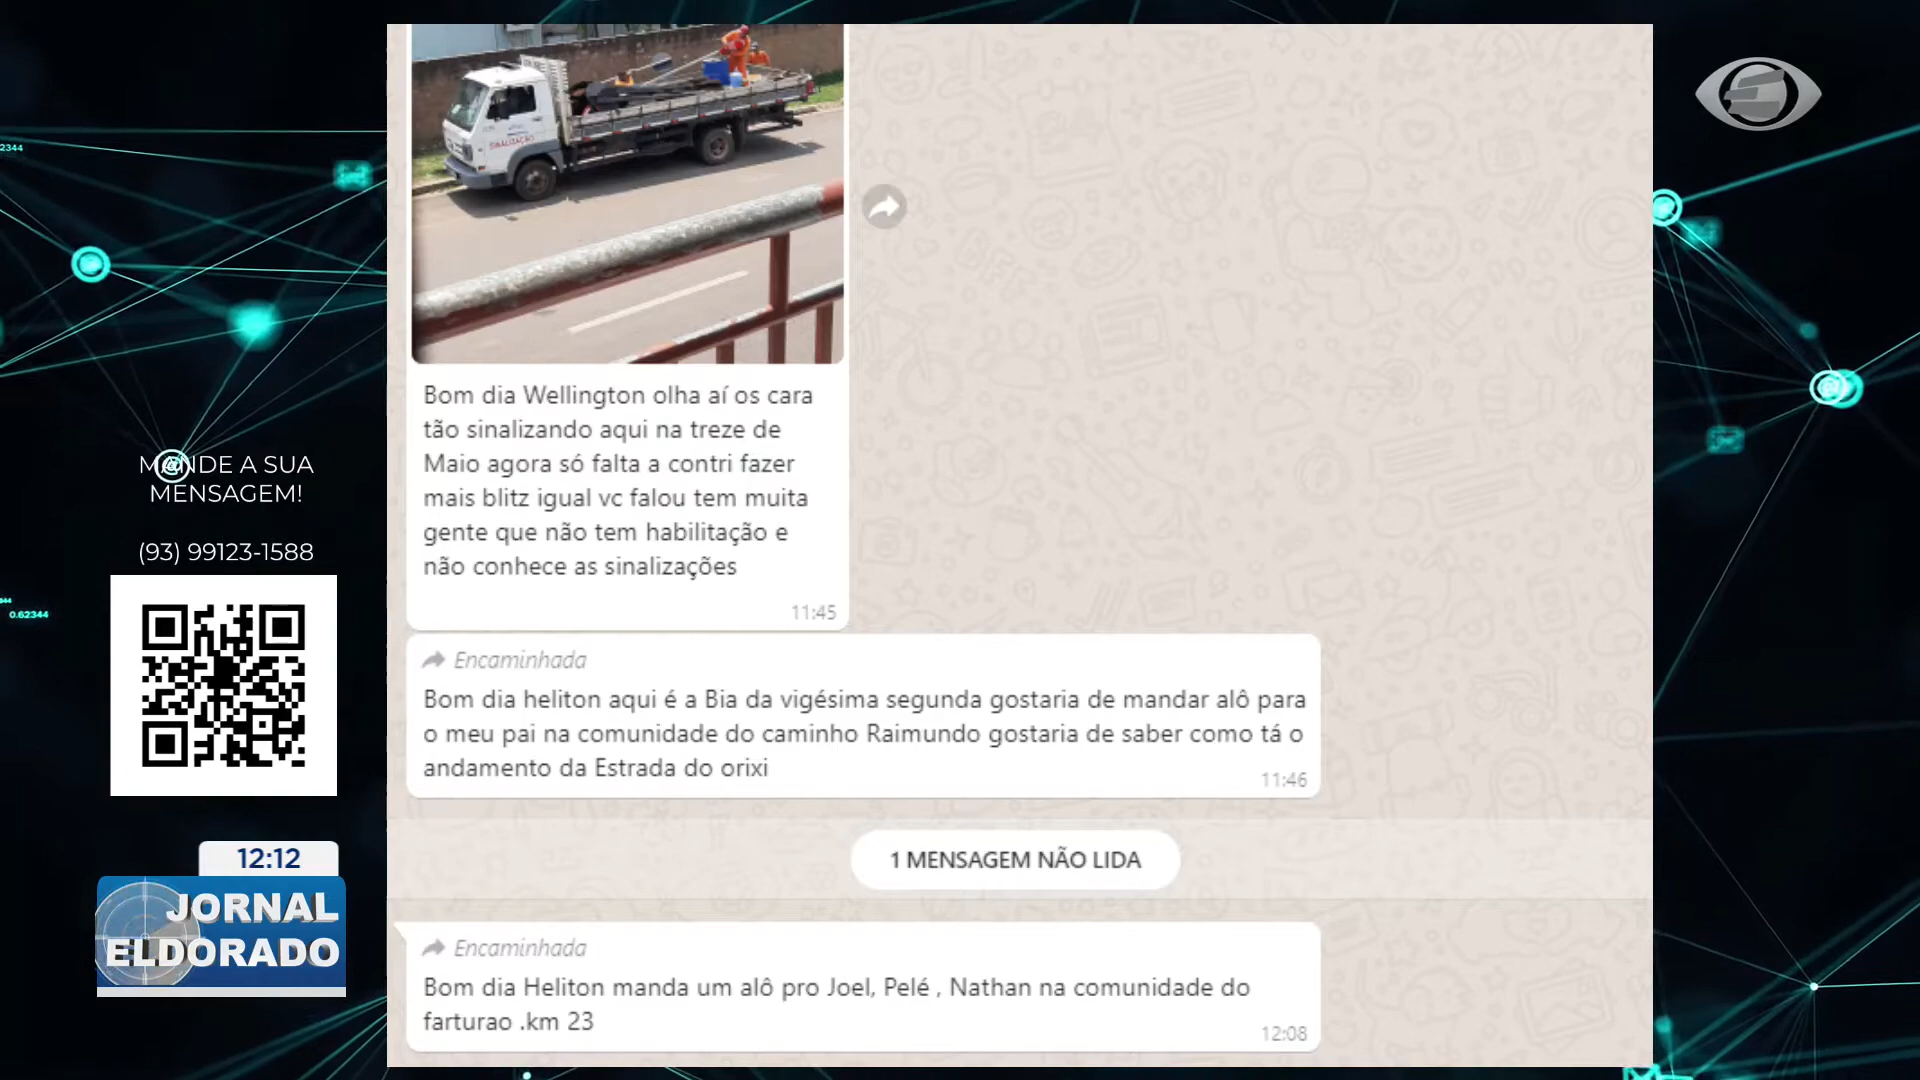 SINALIZAÇÃO
Bom dia Wellington olha aí os cara
tão sinalizando aqui na treze de
Maio agora só falta a contri fazer
mais blitz igual vc falou tem muita
gente que não tem habilitação e
não conhece as sinalizações
11:45
Encaminhada
Bom dia heliton aqui é a Bia da vigésima segunda gostaria de mandar alô para
o meu pai na comunidade do caminho Raimundo gostaria de saber como tá o
andamento da Estrada do orixi
11:46
1 MENSAGEM NÃO LIDA
Encaminhada
Bom dia Heliton manda um alô pro Joel, Pelé , Nathan na comunidade do
farturao .km 23
12:08
MANDE A SUA
MENSAGEM!
(93) 99123-1588
12:12
JORNAL
ELDORADO
2344
0.62344